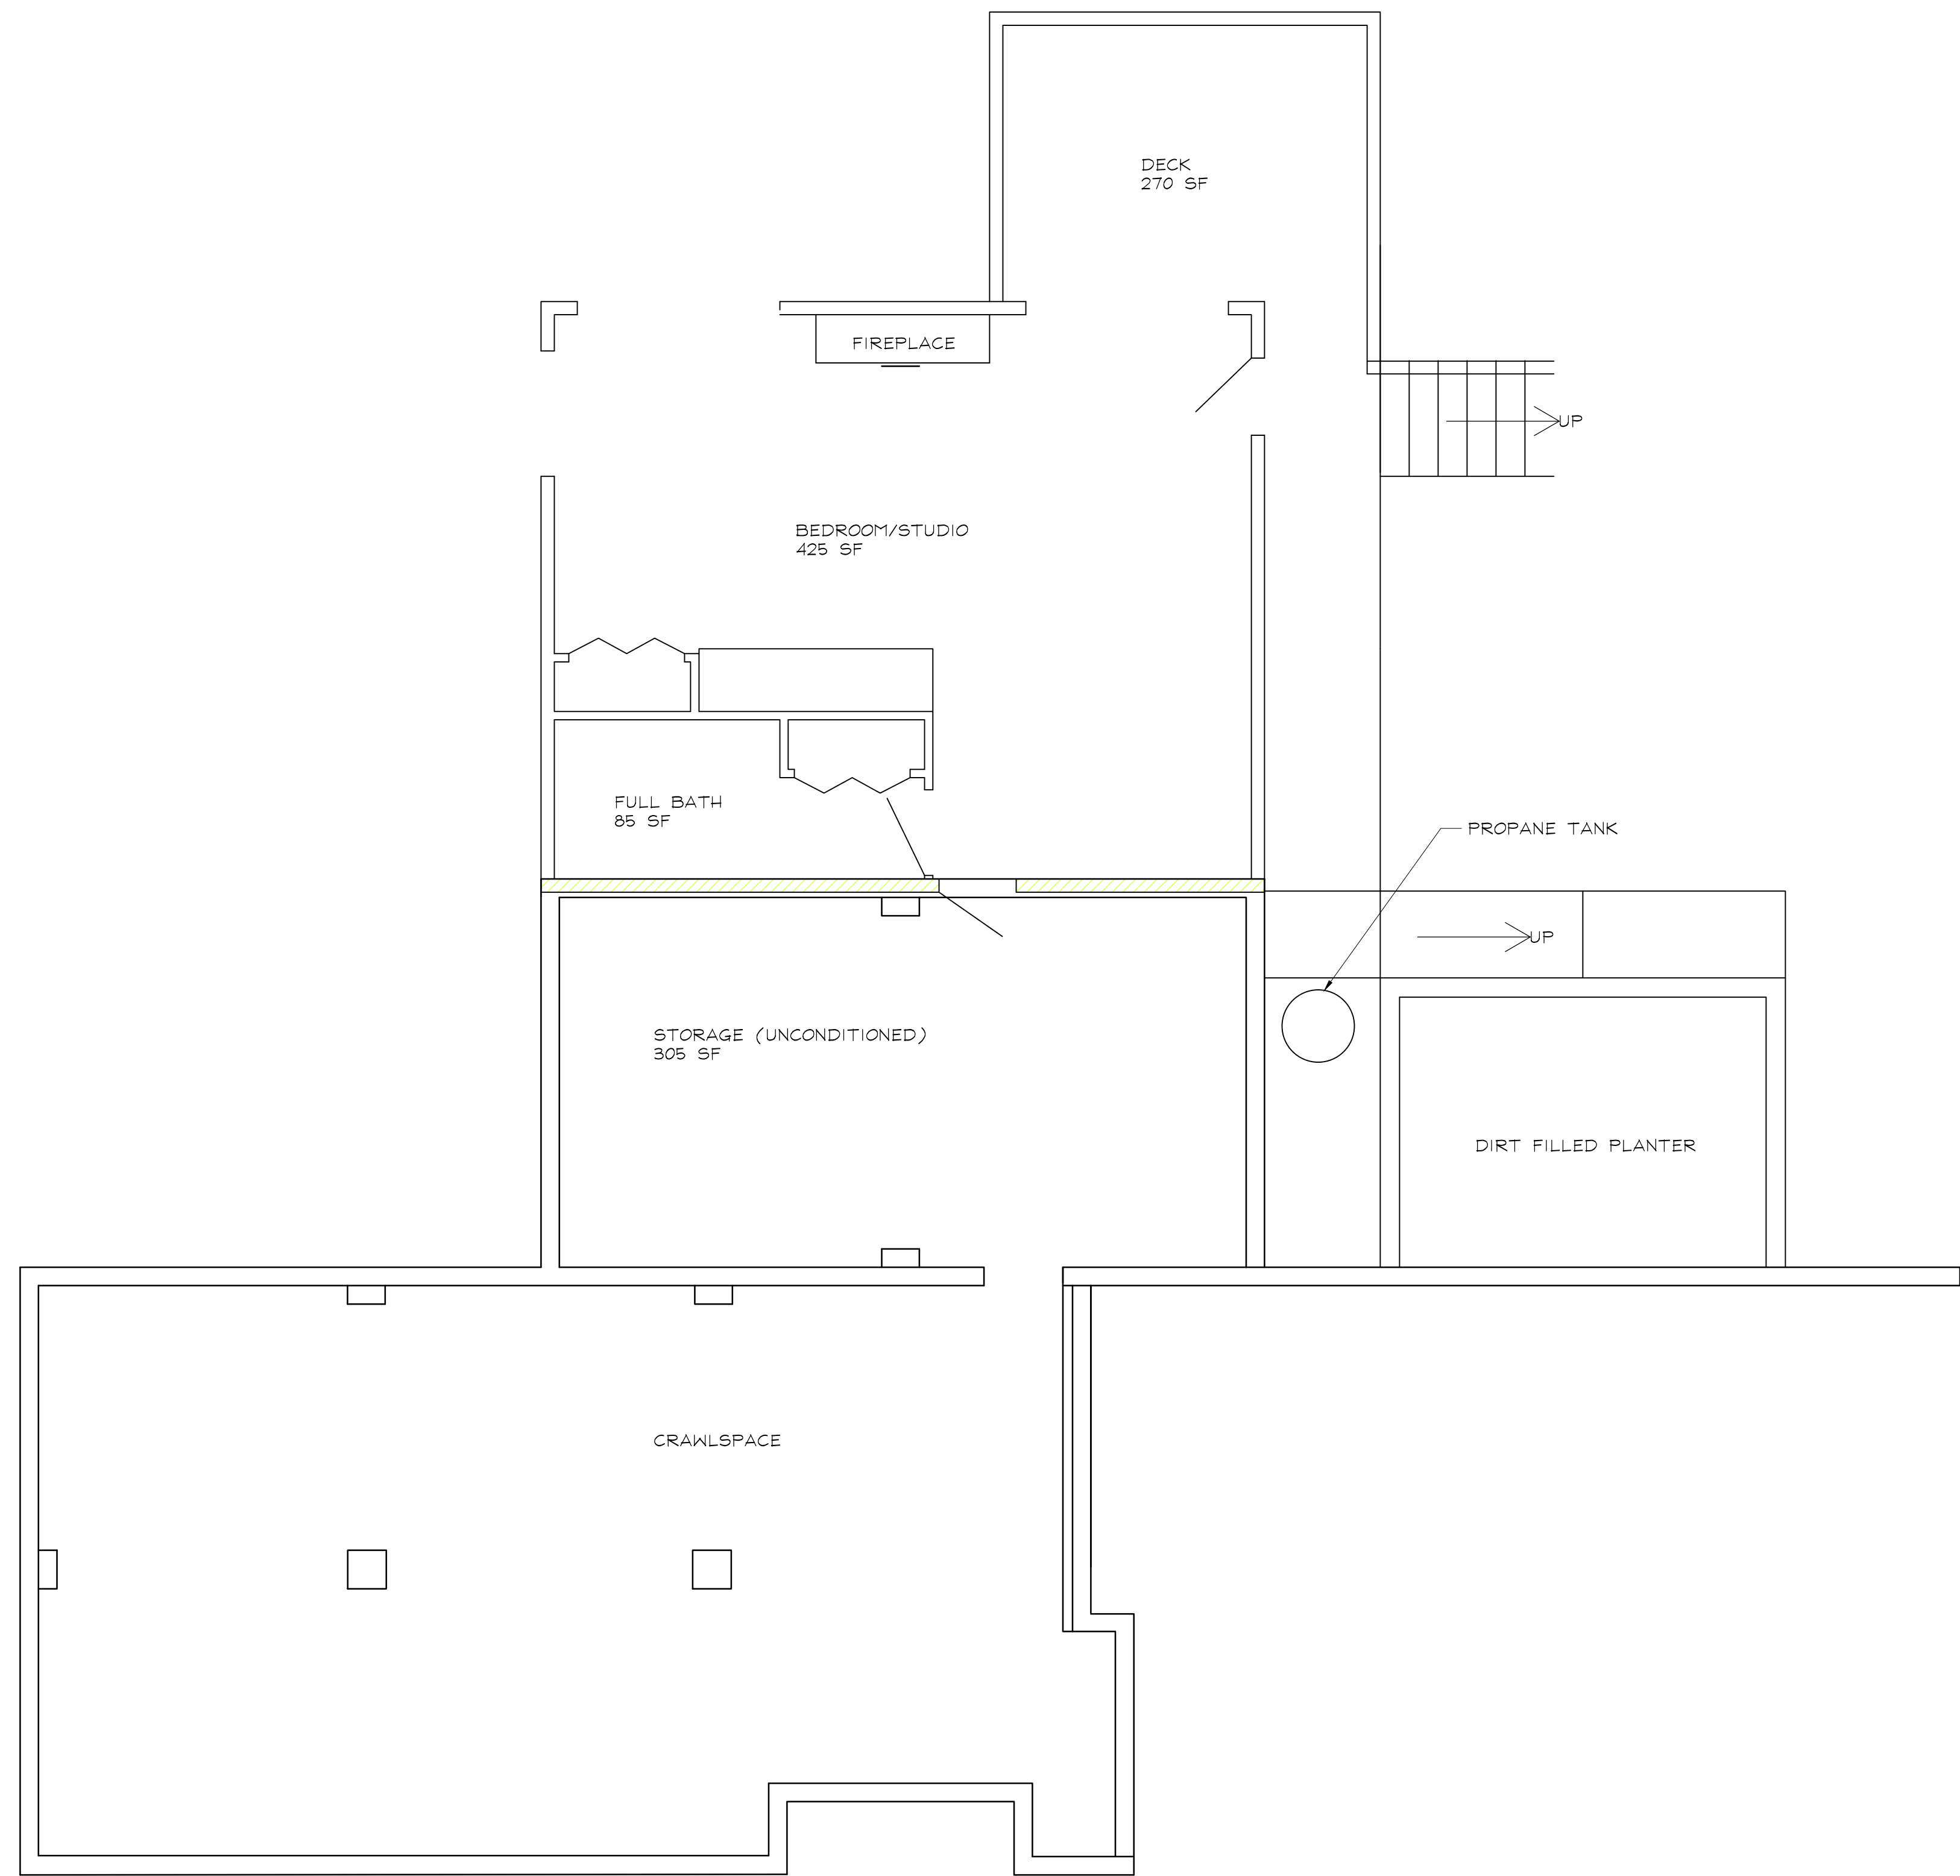 DECK
270 SF
FIREPLACE
UP
BEDROOM/STUDIO
425 SF
FULL BATH
85 SF
PROPANE TANK
UP
STORAGE (UNCONDITIONED)
305 SF
DIRT FILLED PLANTER
CRAWLSPACE